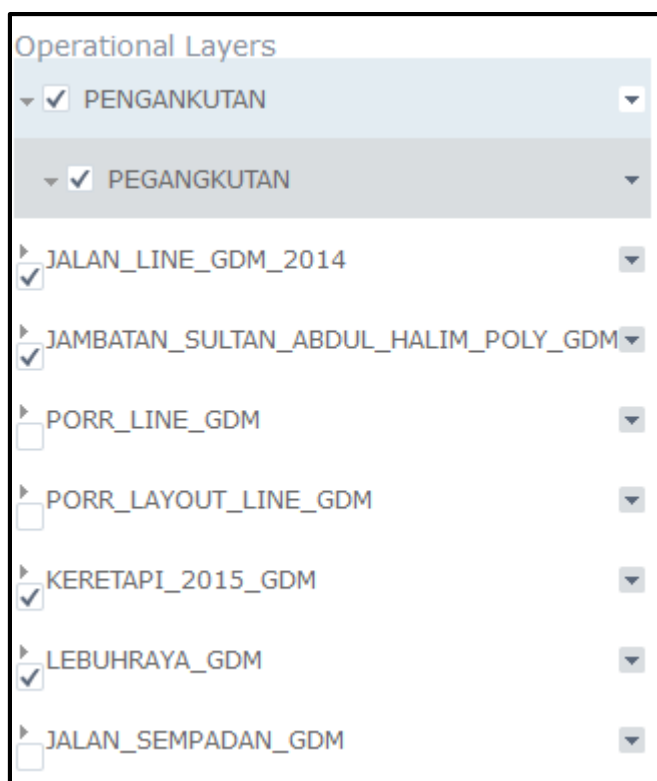 Operational Layers
PENGANKUTAN
PEGANGKUTAN
JALAN_LINE_GDM_2014
JAMBATAN_SULTAN_ABDUL_HALIM_POLY_GDM
PORR_LINE_GDM
PORR_LAYOUT_LINE_GDM
KERETAPI_2015_GDM
LEBUHRAYA_GDM
JALAN_SEMPADAN_GDM